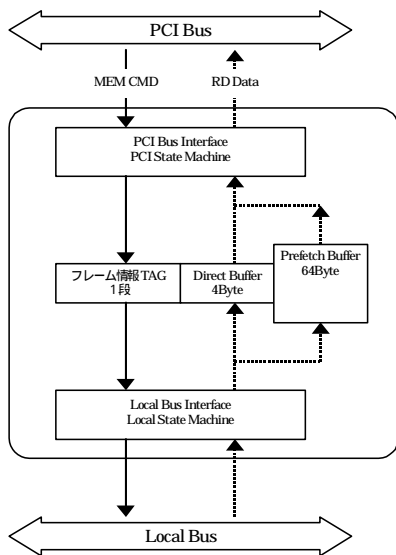 PCI Bus
MEM CMD
RD Data
PCI Bus Interface
PCI State Machine
フレーム情報TAG
1段
Direct Buffer
4Byte
Prefetch Buffer
64Byte
Local Bus Interface
Local State Machine
Local Bus